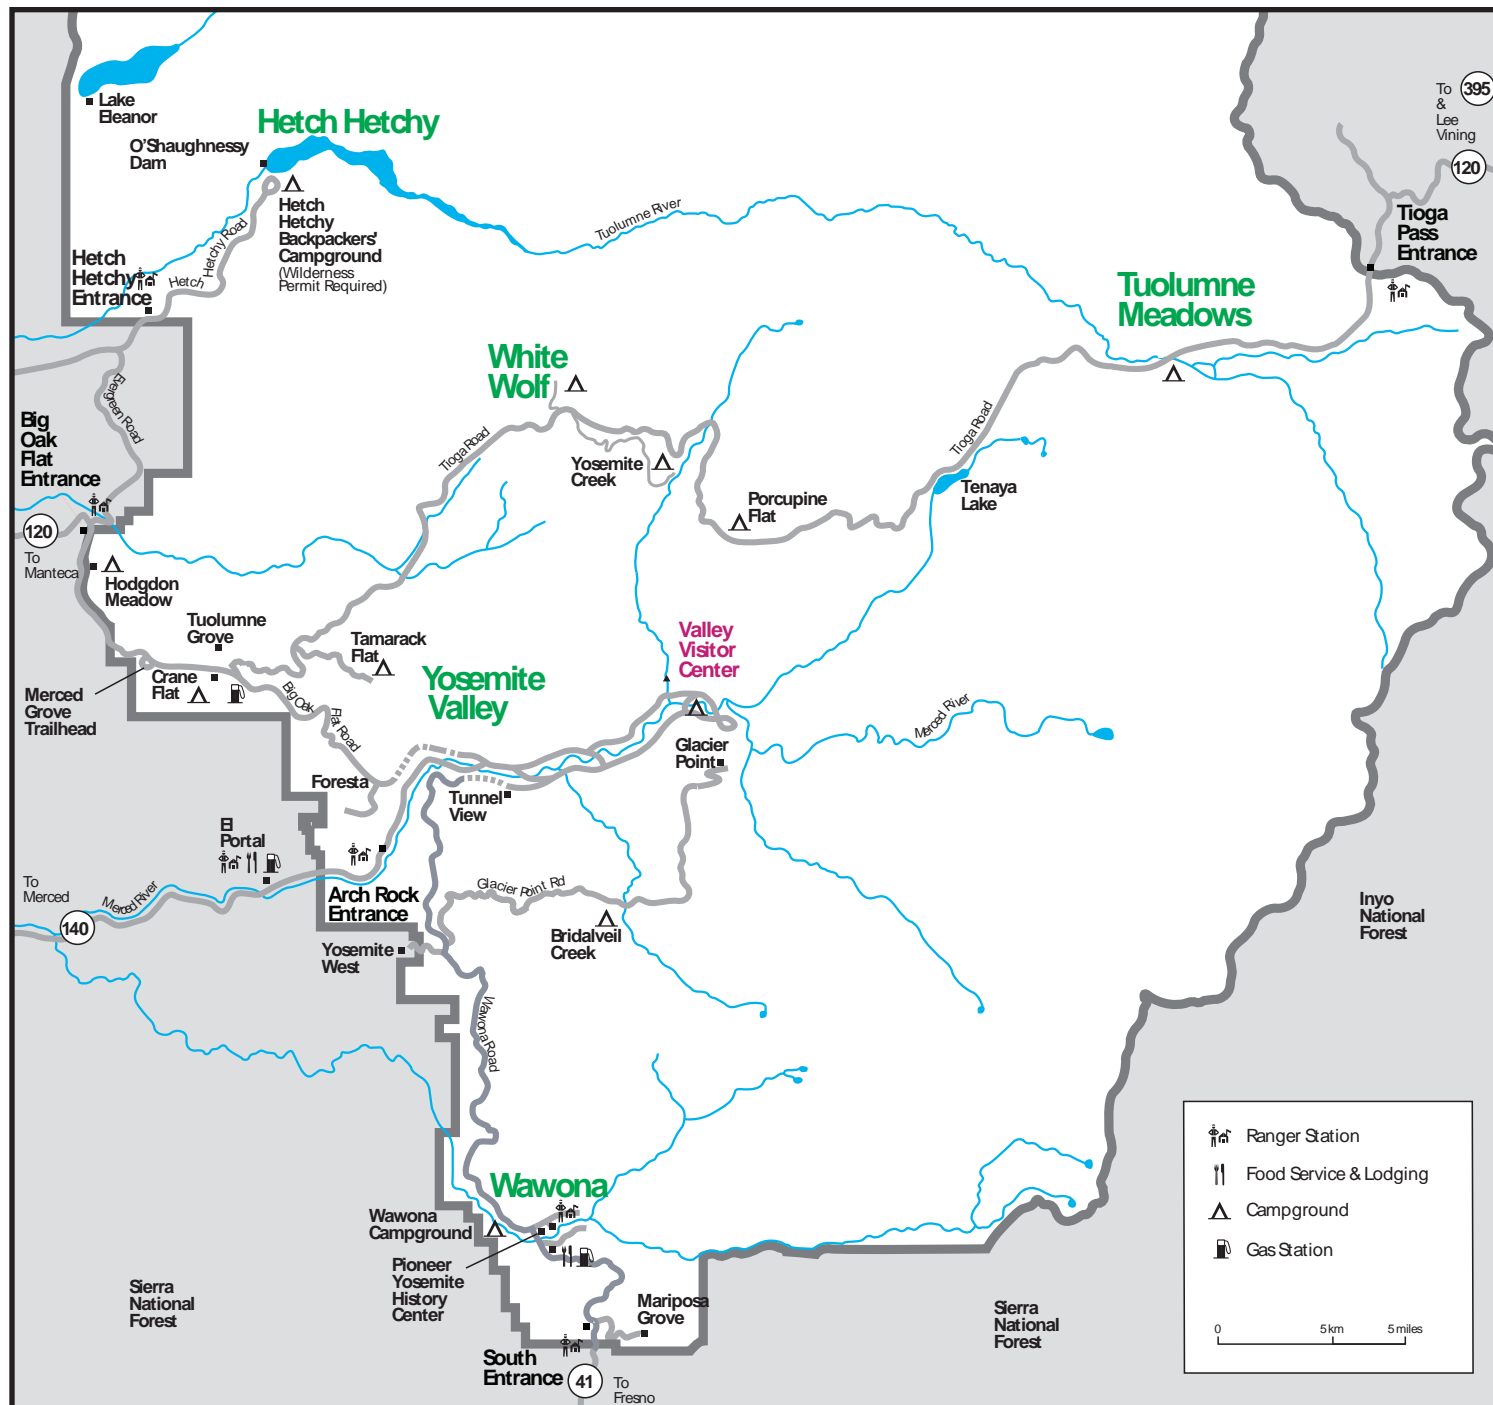 Lake
Eleanor
Hetch Hetchy
O'Shaughnessy
Dam
To
&
Lee
Vining
395
120
Hetch
Hetchy
Backpackers'
Campground
(Wilderness
Permit Required)
Hetch Hetchy Road
Hetch
Hetchy
Entrance
Tuolumne River
Tioga
Pass
Entrance
Tuolumne
Meadows
White
Wolf
Evergreen Road
Big
Oak
Flat
Entrance
Tioga Road
Tioga Road
Yosemite
Creek
Porcupine
Flat
Tenaya
Lake
120
To
Manteca
Hodgdon
Meadow
Tuolumne
Grove
Tamarack
Flat
Valley
Visitor
Center
Crane
Flat
Yosemite
Valley
Merced
Grove
Trailhead
Big Oak Flat Road
Merced River
Glacier
Point
Foresta
Tunnel
View
El
Portal
To
Merced
Merced River
140
Arch Rock
Entrance
Glacier Point Rd
Bridalveil
Creek
Yosemite
West
Inyo
National
Forest
Wawona Road
Wawona
Wawona
Campground
Pioneer
Yosemite
History
Center
Mariposa
Grove
Sierra
National
Forest
Sierra
National
Forest
South
Entrance
41
To
Fresno
Ranger Station
Food Service & Lodging
Campground
Gas Station
0 5 km 5 miles